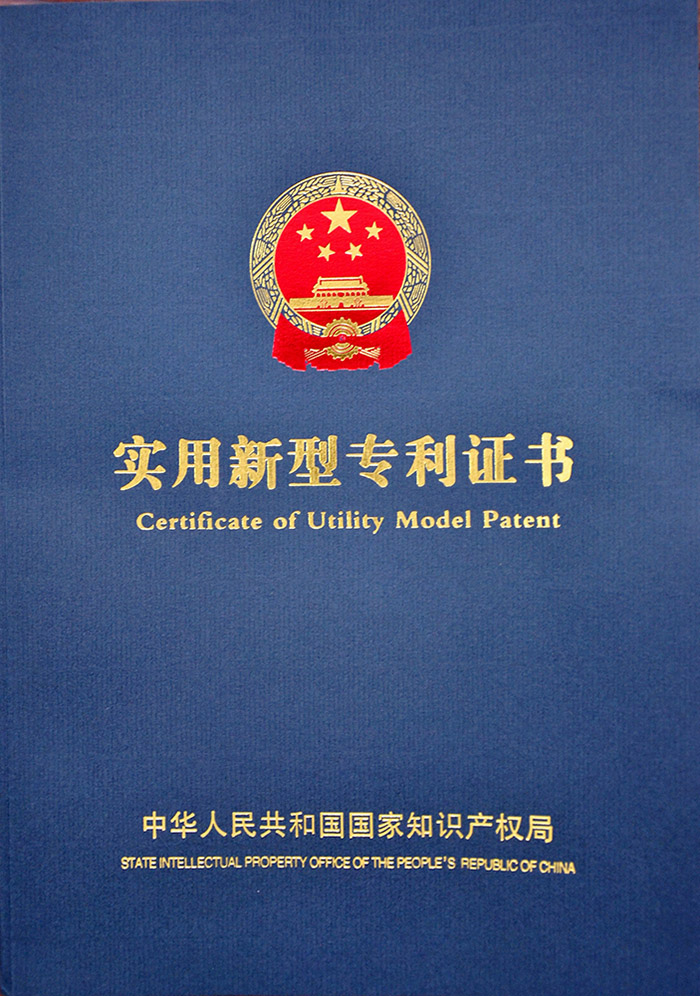 实用新型专利证书
Certificate of Utility Model Patent
中华人民共和国国家知识产权局
STATE INTELLECTUAL PROPERTY OFFICE OF THE PEOPLE'S REPUBLIC OF CHINA